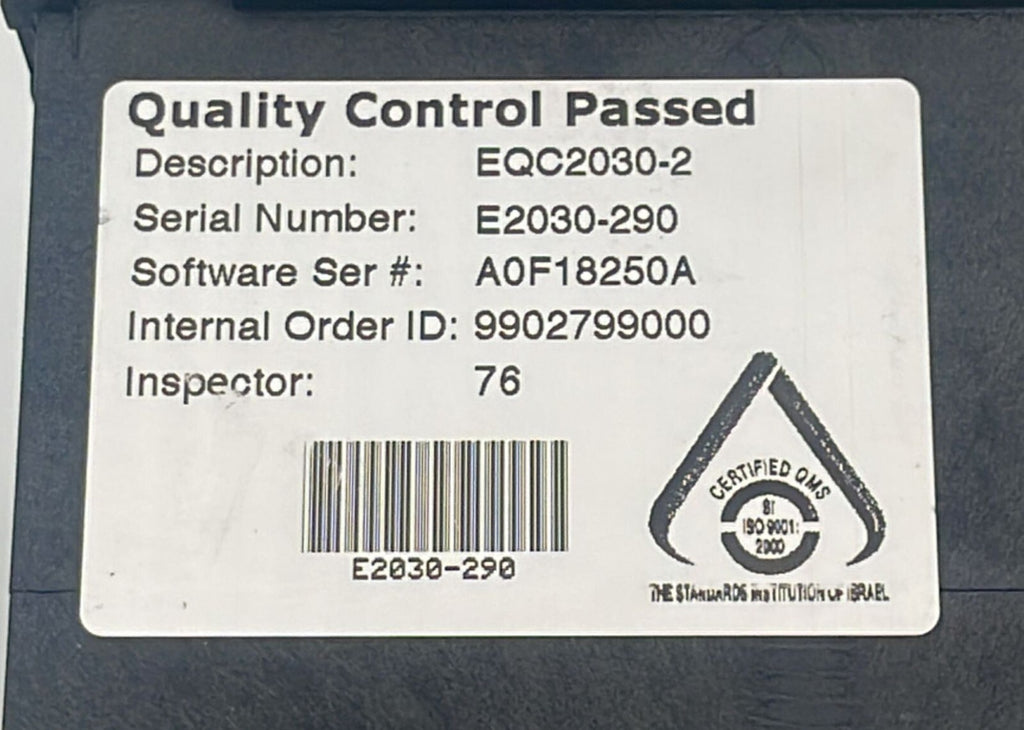 Quality Control Passed
Description: EQC2030-2
Serial Number: E2030-290
Software Ser #: A0F18250A
Internal Order ID: 9902799000
Inspector: 76
E2030-290
CERTIFIED QMS
SI
ISO 9001:
2000
THE STANDARDS INSTITUTION OF ISRAEL